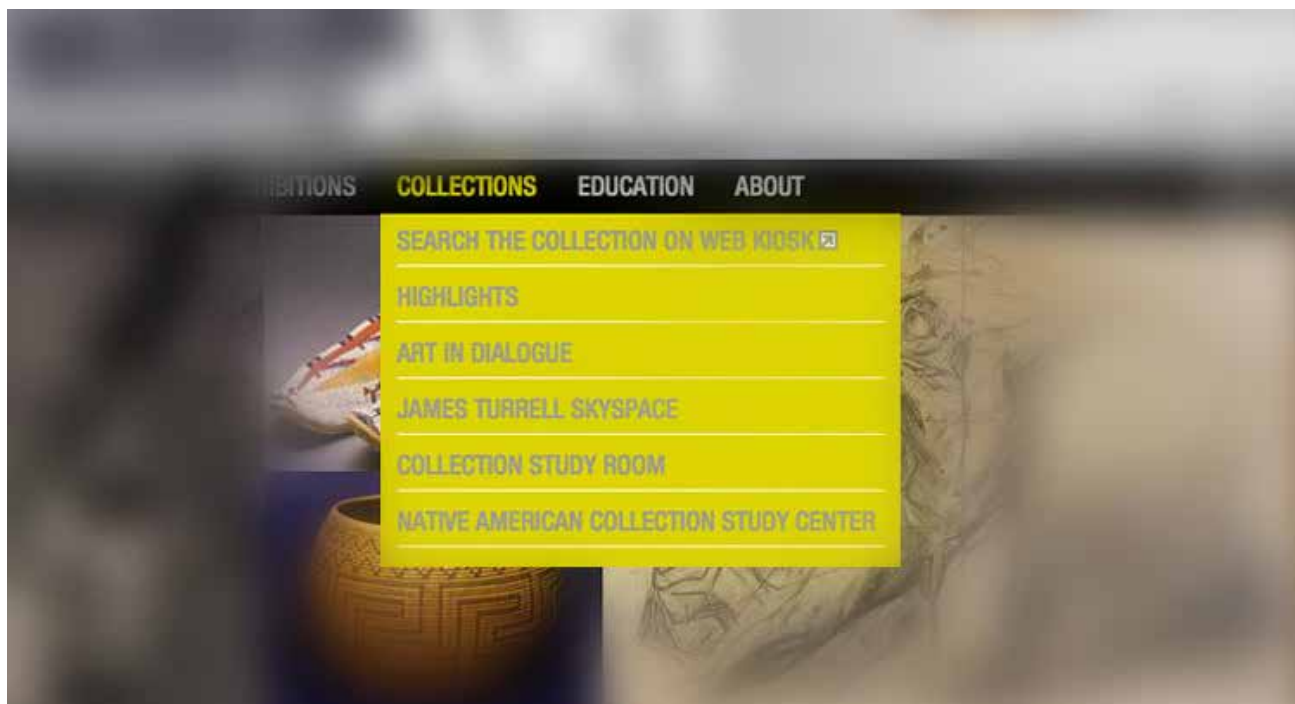 COLLECTIONS EDUCATION ABOUT
SEARCH THE COLLECTION ON WEB KIOSK
HIGHLIGHTS
ART IN DIALOGUE
JAMES TURRELL SKYSPACE
COLLECTION STUDY ROOM
NATIVE AMERICAN COLLECTION STUDY CENTER